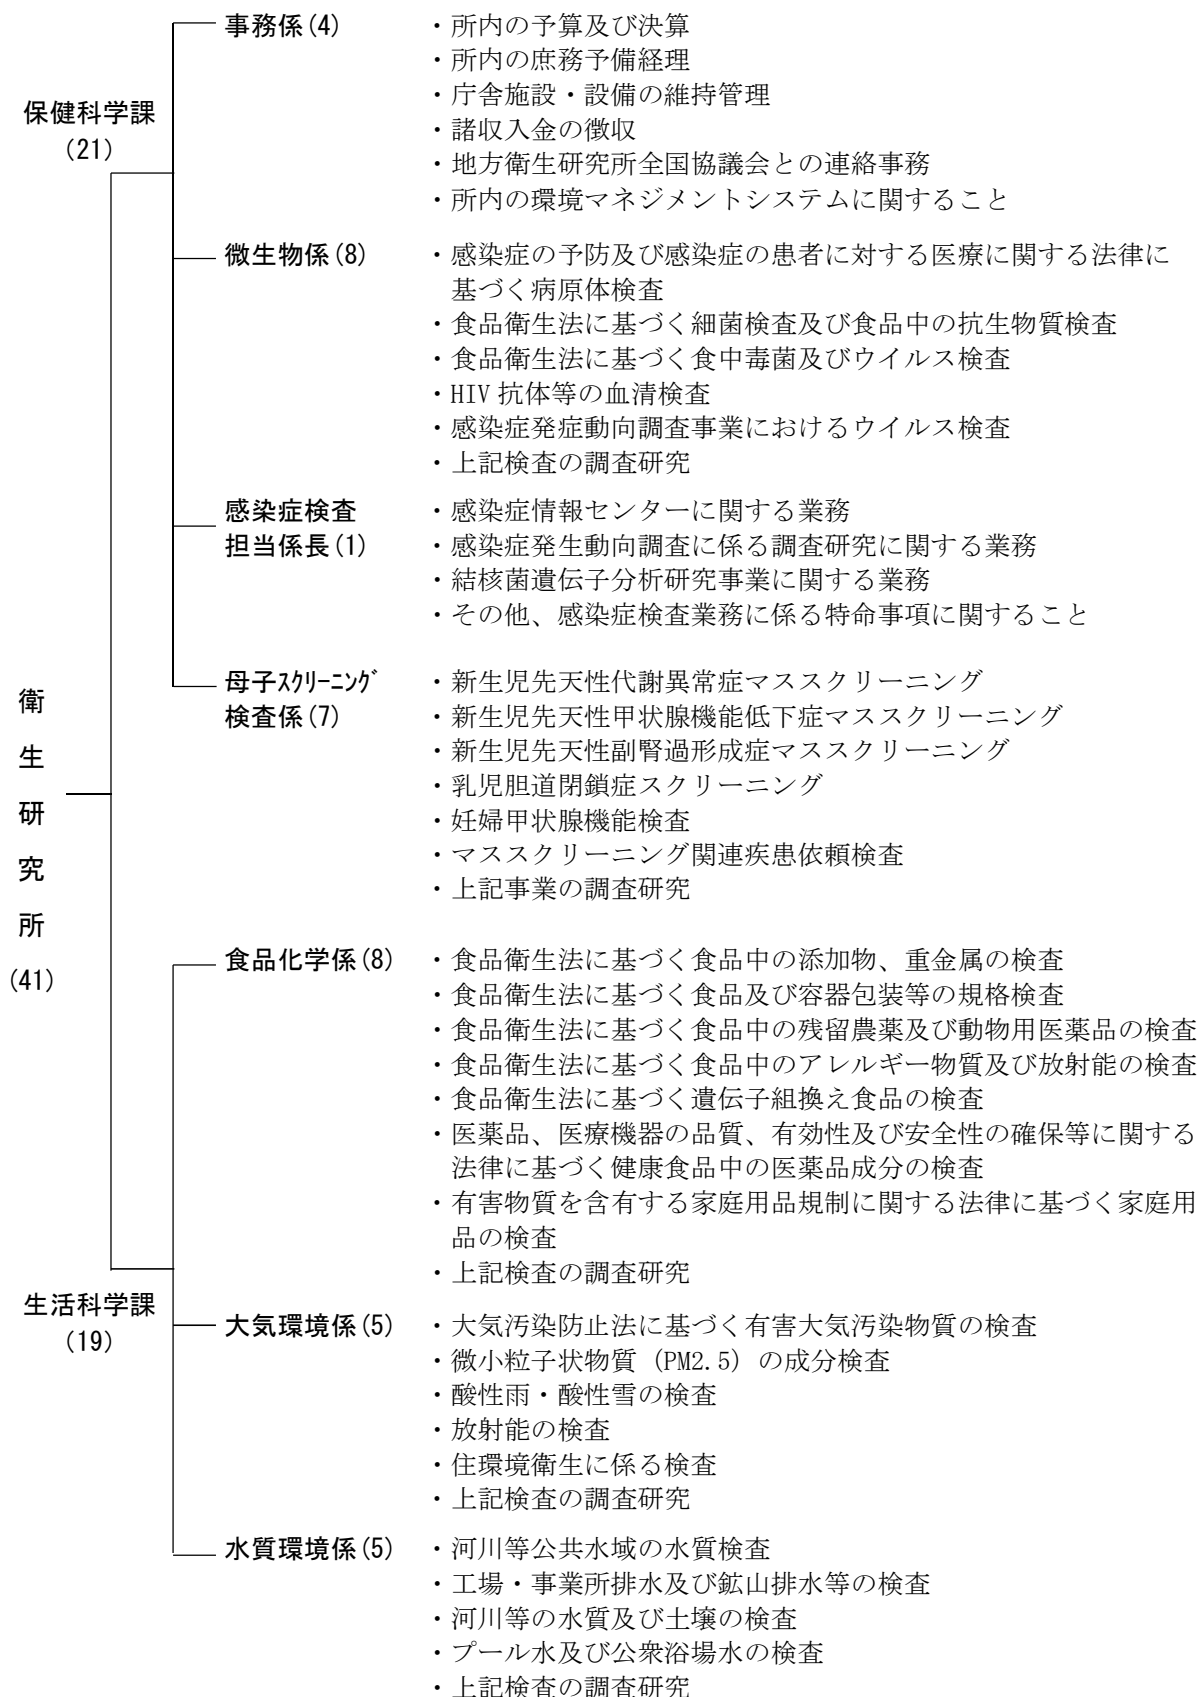 衛生研究所
(41)
保健科学課
(21)
事務係(4)
・所内の予算及び決算
・所内の庶務予備経理
・庁舎施設・設備の維持管理
・諸収入金の徴収
・地方衛生研究所全国協議会との連絡事務
・所内の環境マネジメントシステムに関すること
微生物係(8)
・感染症の予防及び感染症の患者に対する医療に関する法律に
基づく病原体検査
・食品衛生法に基づく細菌検査及び食品中の抗生物質検査
・食品衛生法に基づく食中毒菌及びウイルス検査
・HIV 抗体等の血清検査
・感染症発症動向調査事業におけるウイルス検査
・上記検査の調査研究
感染症検査
担当係長(1)
・感染症情報センターに関する業務
・感染症発生動向調査に係る調査研究に関する業務
・結核菌遺伝子分析研究事業に関する業務
・その他、感染症検査業務に係る特命事項に関すること
母子ｽｸﾘｰﾆﾝｸﾞ
検査係(7)
・新生児先天性代謝異常症マススクリーニング
・新生児先天性甲状腺機能低下症マススクリーニング
・新生児先天性副腎過形成症マススクリーニング
・乳児胆道閉鎖症スクリーニング
・妊婦甲状腺機能検査
・マススクリーニング関連疾患依頼検査
・上記事業の調査研究
生活科学課
(19)
食品化学係(8)
・食品衛生法に基づく食品中の添加物、重金属の検査
・食品衛生法に基づく食品及び容器包装等の規格検査
・食品衛生法に基づく食品中の残留農薬及び動物用医薬品の検査
・食品衛生法に基づく食品中のアレルギー物質及び放射能の検査
・食品衛生法に基づく遺伝子組換え食品の検査
・医薬品、医療機器の品質、有効性及び安全性の確保等に関する
法律に基づく健康食品中の医薬品成分の検査
・有害物質を含有する家庭用品規制に関する法律に基づく家庭用
品の検査
・上記検査の調査研究
大気環境係(5)
・大気汚染防止法に基づく有害大気汚染物質の検査
・微小粒子状物質 (PM2.5) の成分検査
・酸性雨・酸性雪の検査
・放射能の検査
・住環境衛生に係る検査
・上記検査の調査研究
水質環境係(5)
・河川等公共水域の水質検査
・工場・事業所排水及び鉱山排水等の検査
・河川等の水質及び土壌の検査
・プール水及び公衆浴場水の検査
・上記検査の調査研究